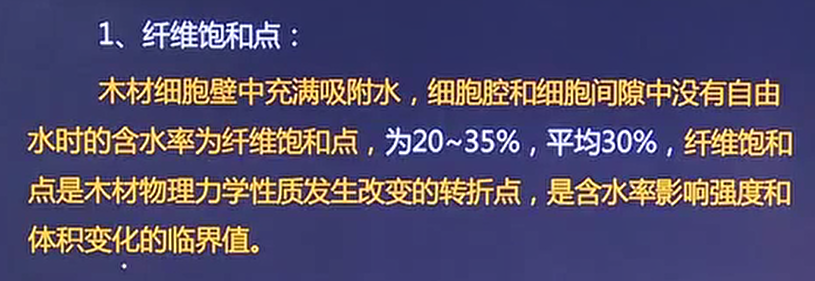 1、纤维饱和点：
木材细胞壁中充满吸附水，细胞腔和细胞间隙中没有自由
水时的含水率为纤维饱和点，为20~35%，平均30%，纤维饱和
点是木材物理力学性质发生改变的转折点，是含水率影响强度和
体积变化的临界值。